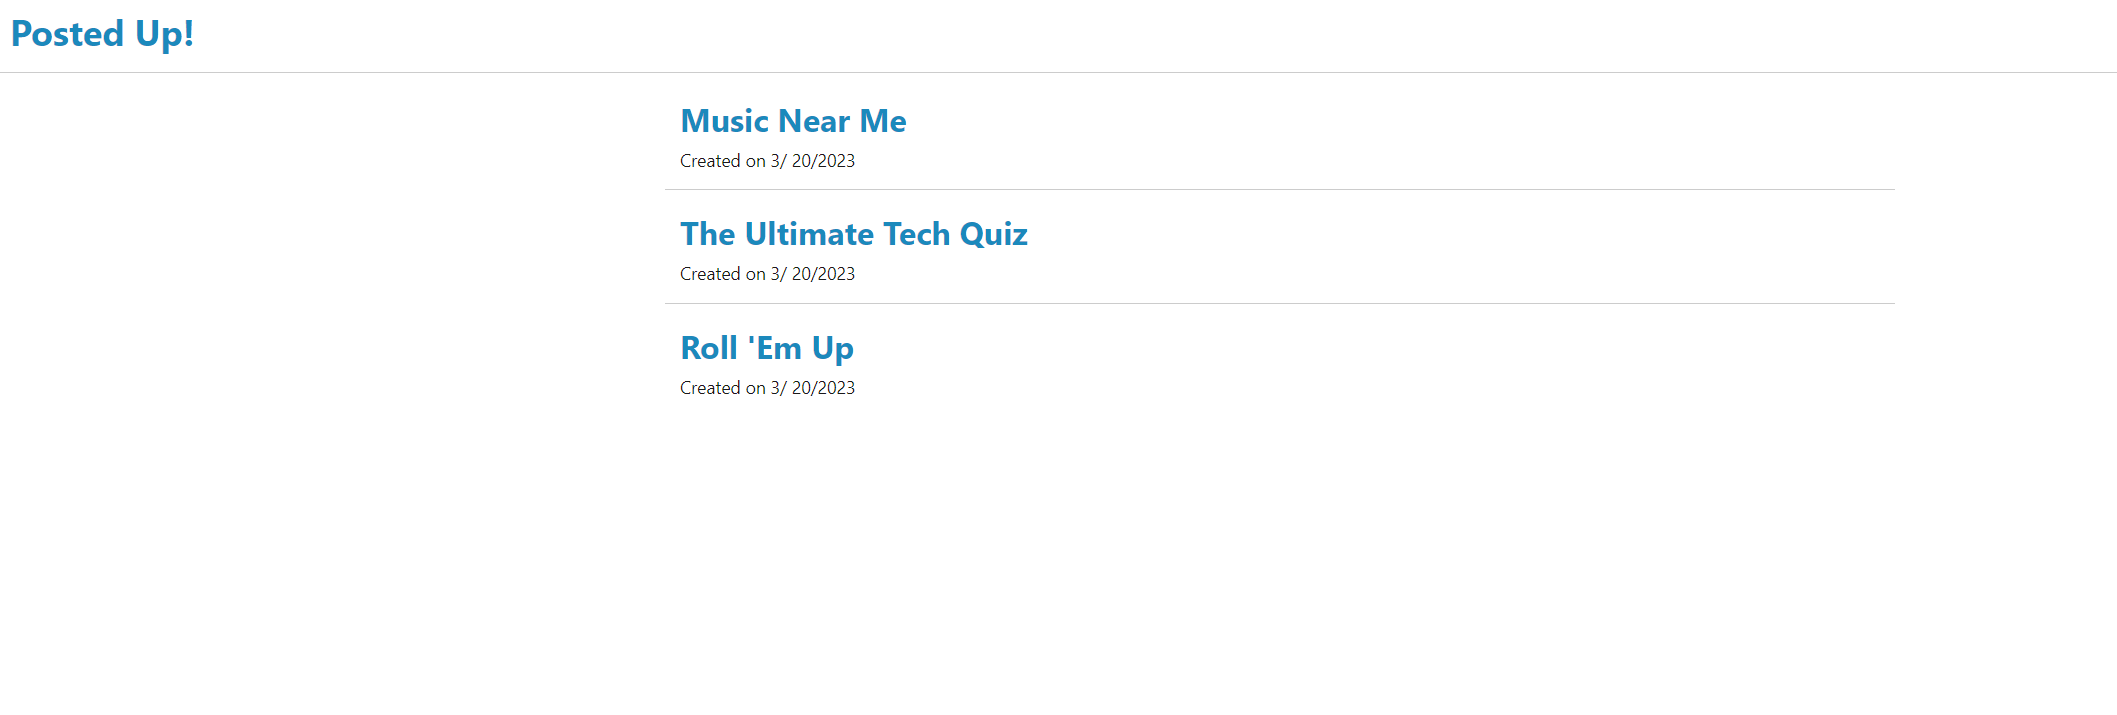 Posted Up!
Music Near Me
Created on 3/ 20/2023
The Ultimate Tech Quiz
Created on 3/ 20/2023
Roll 'Em Up
Created on 3/ 20/2023